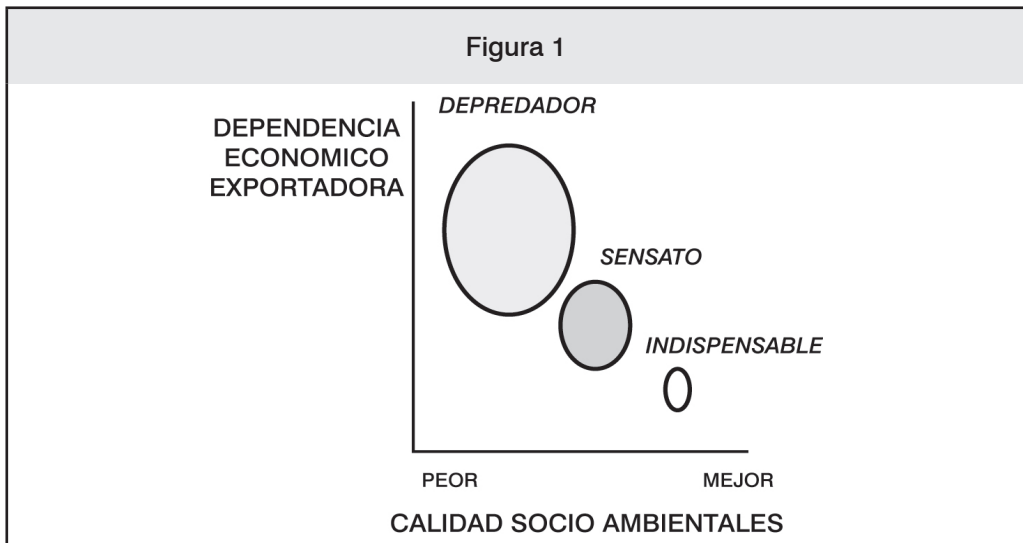 Figura 1
DEPREDADOR
DEPENDENCIA
ECONOMICO
EXPORTADORA
SENSATO
INDISPENSABLE
PEOR
MEJOR
CALIDAD SOCIO AMBIENTALES